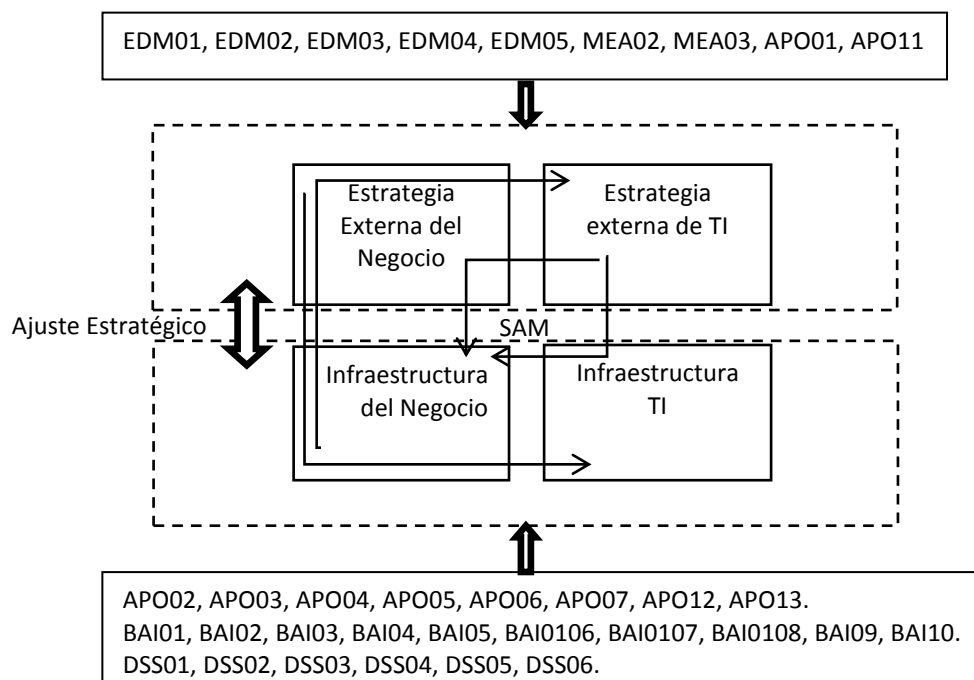 EDM01, EDM02, EDM03, EDM04, EDM05, MEA02, MEA03, APO01, APO11
Estrategia
Externa del
Negocio
Estrategia
externa de TI
Ajuste Estratégico
SAM
Infraestructura
del Negocio
Infraestructura
TI
APO02, APO03, APO04, APO05, APO06, APO07, APO12, APO13.
BAI01, BAI02, BAI03, BAI04, BAI05, BAI0106, BAI0107, BAI0108, BAI09, BAI10.
DSS01, DSS02, DSS03, DSS04, DSS05, DSS06.